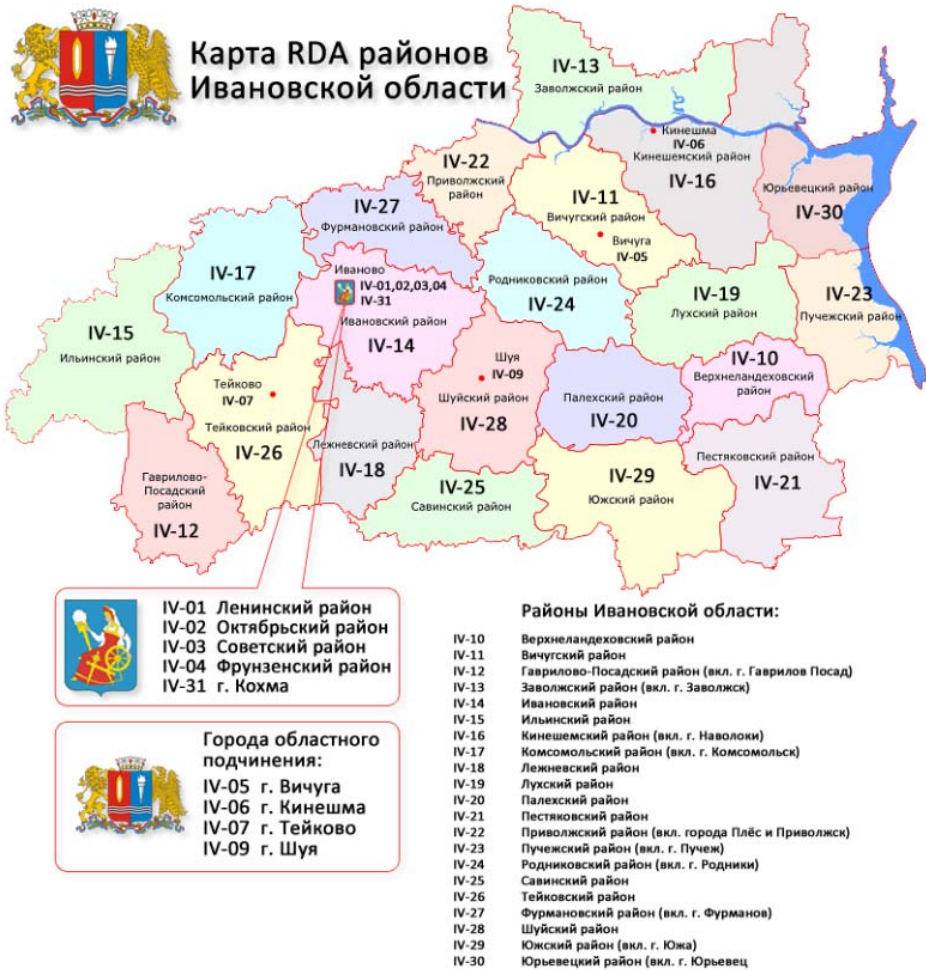 Карта RDA районов
Ивановской области
IV-13
Заволжский район
Кинешма
IV-06
Кинешемский район
IV-16
IV-22
Приволжский
район
IV-11
Вичугский район
Вичуга
IV-05
Юрьевецкий район
IV-30
IV-27
Фурмановский район
IV-17
Комсомольский район
Иваново
IV-01,02,03,04
IV-31
Ивановский район
IV-14
Родниковский район
IV-24
IV-19
Лухский район
IV-23
Пучежский район
IV-15
Ильинский район
Тейково
IV-07
Тейковский район
IV-26
Шуя
IV-09
Шуйский район
IV-28
Палехский район
IV-20
IV-10
Верхнеландеховский
район
Лежневский район
IV-18
Пестяковский район
IV-21
Гаврилово-
Посадский
район
IV-12
IV-25
Савинский район
IV-29
Южский район
IV-01 Ленинский район
IV-02 Октябрьский район
IV-03 Советский район
IV-04 Фрунзенский район
IV-31 г. Кохма
Города областного
подчинения:
IV-05 г. Вичуга
IV-06 г. Кинешма
IV-07 г. Тейково
IV-09 г. Шуя
Районы Ивановской области:
IV-10 Верхнеландеховский район
IV-11 Вичугский район
IV-12 Гаврилово-Посадский район (вкл. г. Гаврилов Посад)
IV-13 Заволжский район (вкл. г. Заволжск)
IV-14 Ивановский район
IV-15 Ильинский район
IV-16 Кинешемский район (вкл. г. Наволоки)
IV-17 Комсомольский район (вкл. г. Комсомольск)
IV-18 Лежневский район
IV-19 Лухский район
IV-20 Палехский район
IV-21 Пестяковский район
IV-22 Приволжский район (вкл. города Плёс и Приволжск)
IV-23 Пучежский район (вкл. г. Пучеж)
IV-24 Родниковский район (вкл. г. Родники)
IV-25 Савинский район
IV-26 Тейковский район
IV-27 Фурмановский район (вкл. г. Фурманов)
IV-28 Шуйский район
IV-29 Южский район (вкл. г. Южа)
IV-30 Юрьевецкий район (вкл. г. Юрьевец